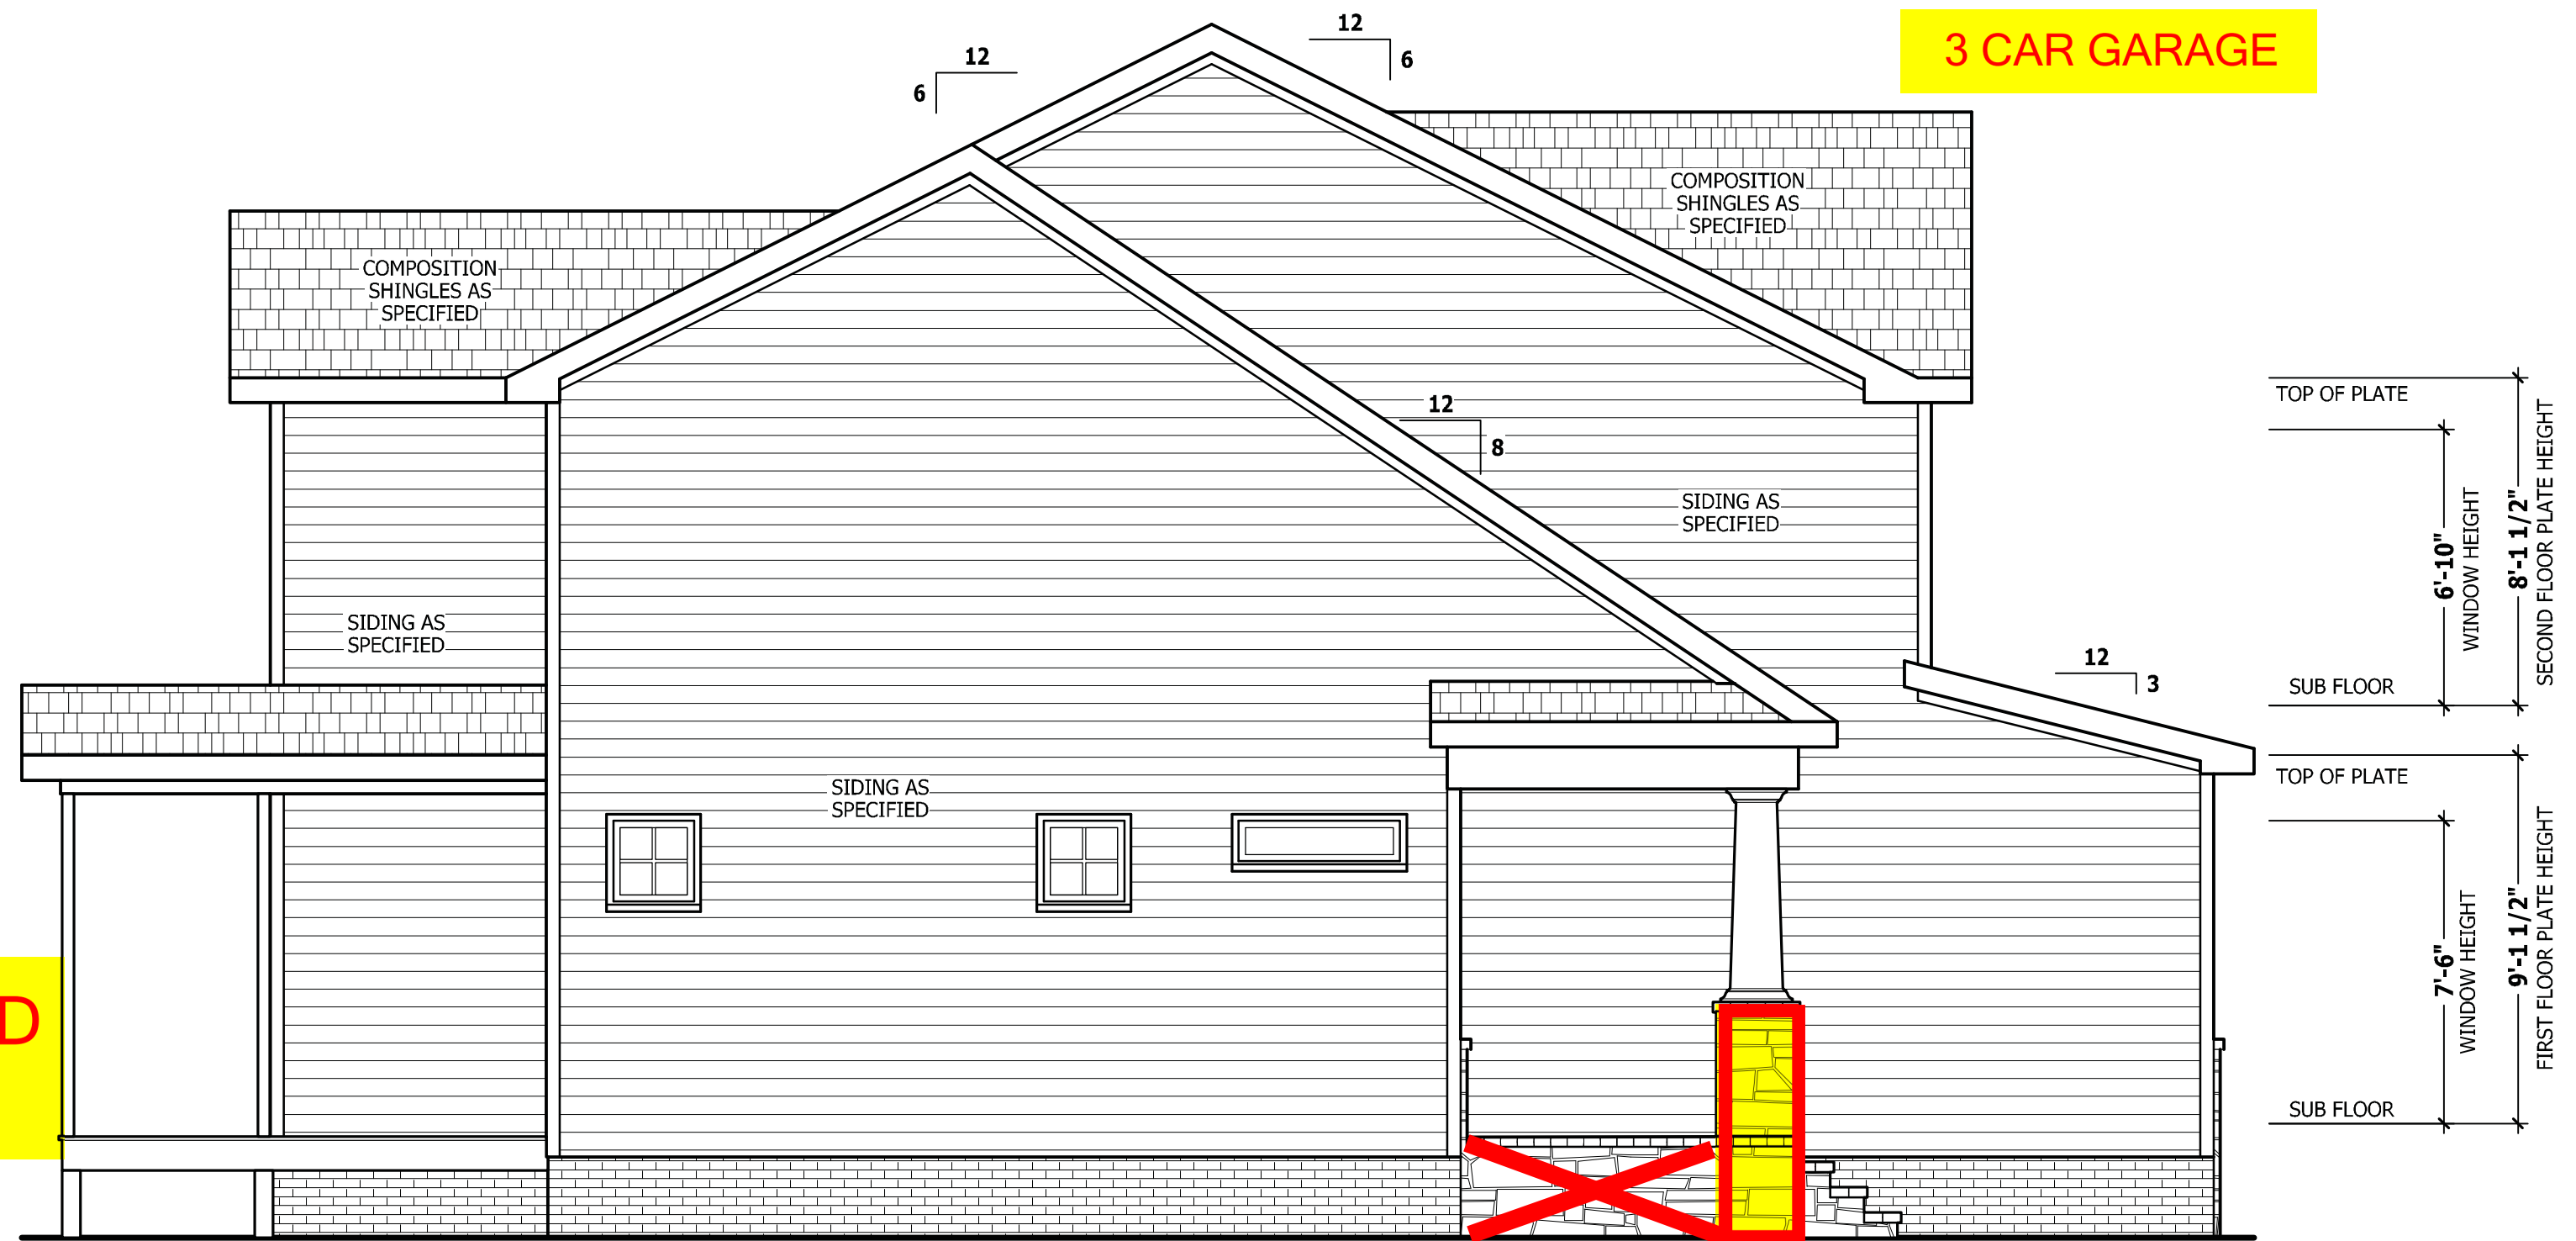 12
6
12
6
3 CAR GARAGE
COMPOSITION
SHINGLES AS
SPECIFIED
COMPOSITION
SHINGLES AS
SPECIFIED
12
8
SIDING AS
SPECIFIED
SIDING AS
SPECIFIED
12
3
SIDING AS
SPECIFIED
D
TOP OF PLATE
SUB FLOOR
6'-10"
WINDOW HEIGHT
8'-1 1/2"
SECOND FLOOR PLATE HEIGHT
TOP OF PLATE
SUB FLOOR
7'-6"
WINDOW HEIGHT
9'-1 1/2"
FIRST FLOOR PLATE HEIGHT